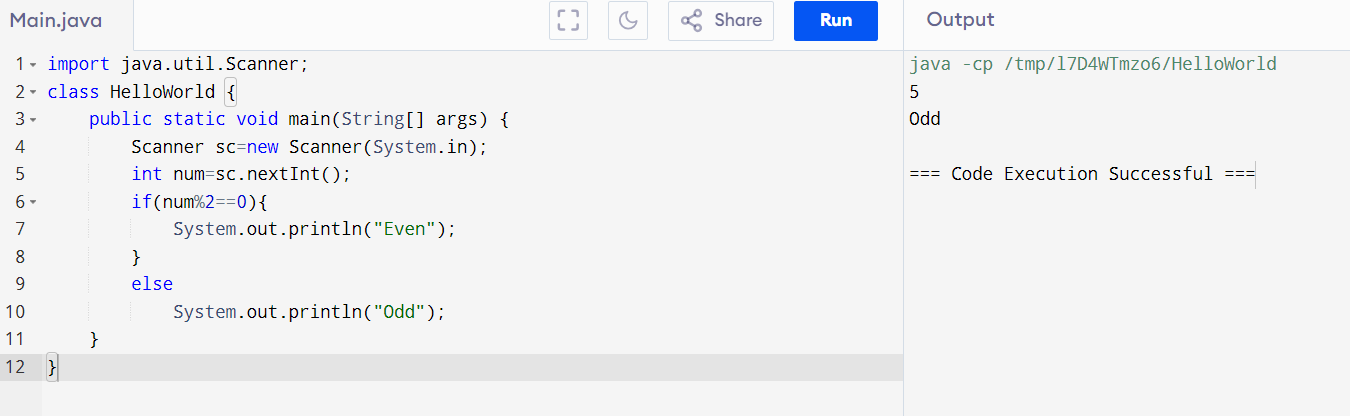 Main.java Share Run Output
1 import java.util.Scanner;
2 class HelloWorld {
3     public static void main(String[] args) {
4         Scanner sc=new Scanner(System.in);
5         int num=sc.nextInt();
6         if(num%2==0){
7             System.out.println("Even");
8         }
9         else
10             System.out.println("Odd");
11     }
12 }
java -cp /tmp/l7D4WTmzo6/HelloWorld
5
Odd
=== Code Execution Successful ===